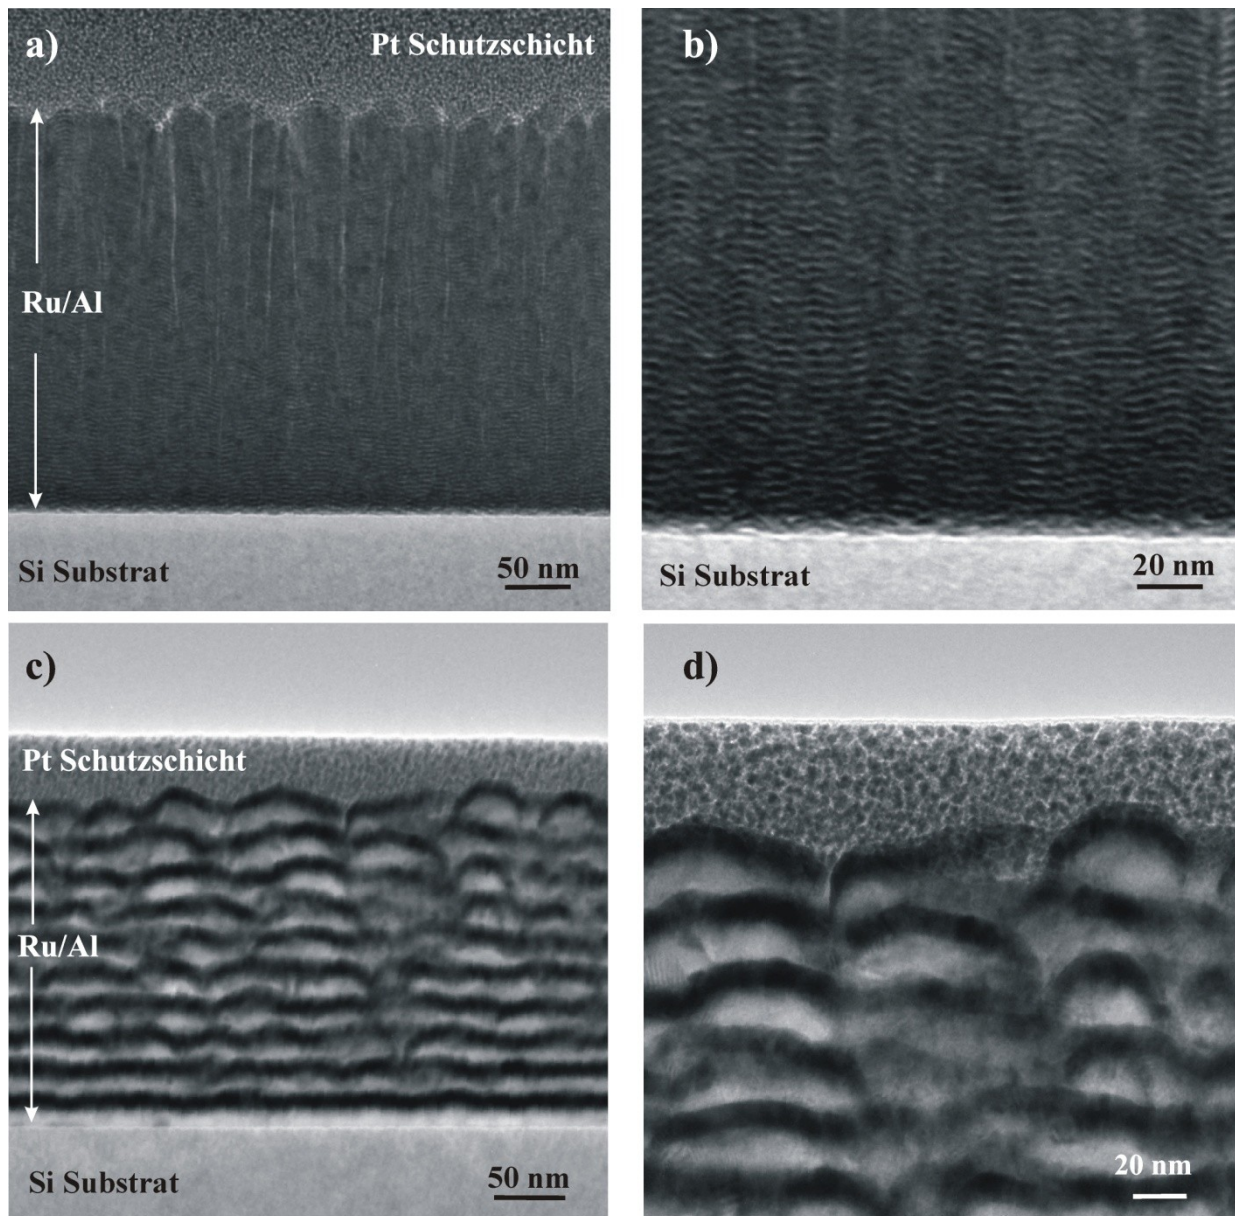 a)
Pt Schutzschicht
Ru/Al
Si Substrat
50 nm
b)
Si Substrat
20 nm
c)
Pt Schutzschicht
Ru/Al
Si Substrat
50 nm
d)
20 nm